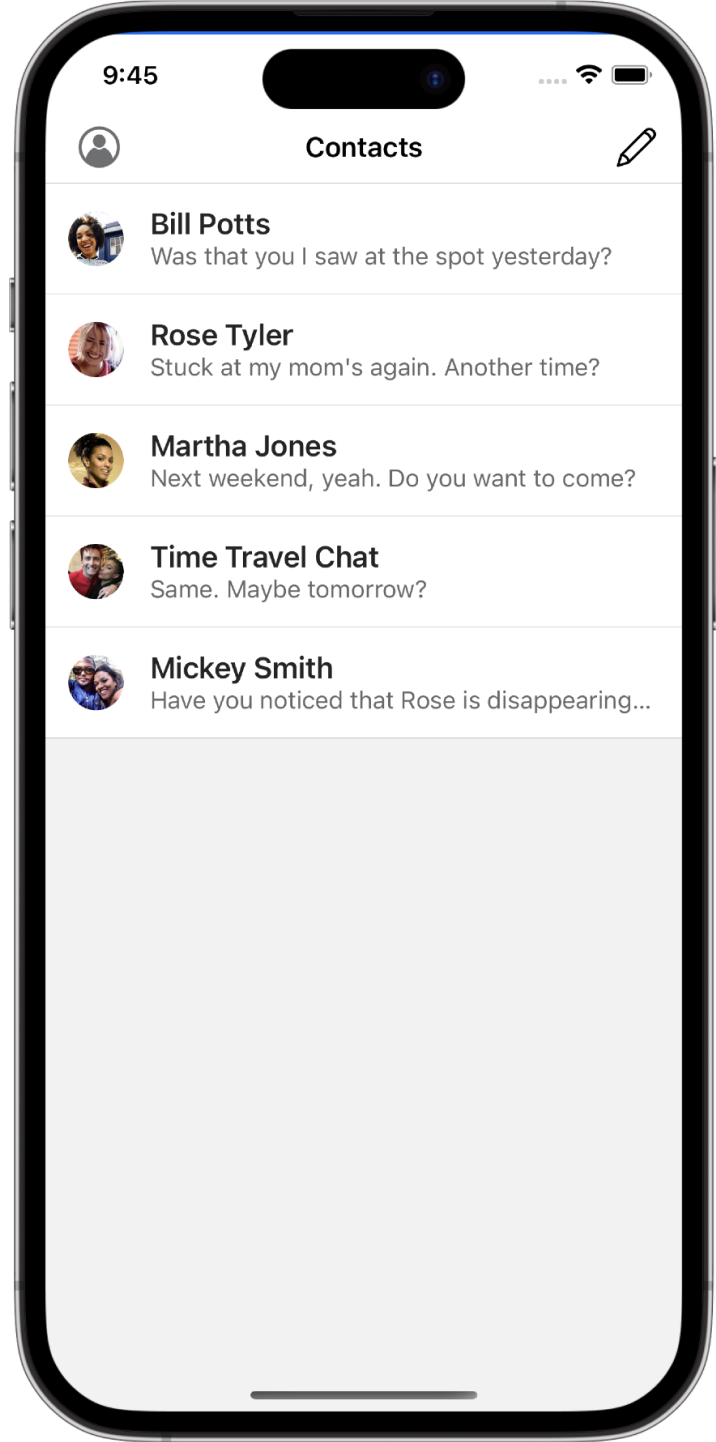 9:45
Contacts
Bill Potts
Was that you I saw at the spot yesterday?
Rose Tyler
Stuck at my mom's again. Another time?
Martha Jones
Next weekend, yeah. Do you want to come?
Time Travel Chat
Same. Maybe tomorrow?
Mickey Smith
Have you noticed that Rose is disappearing...